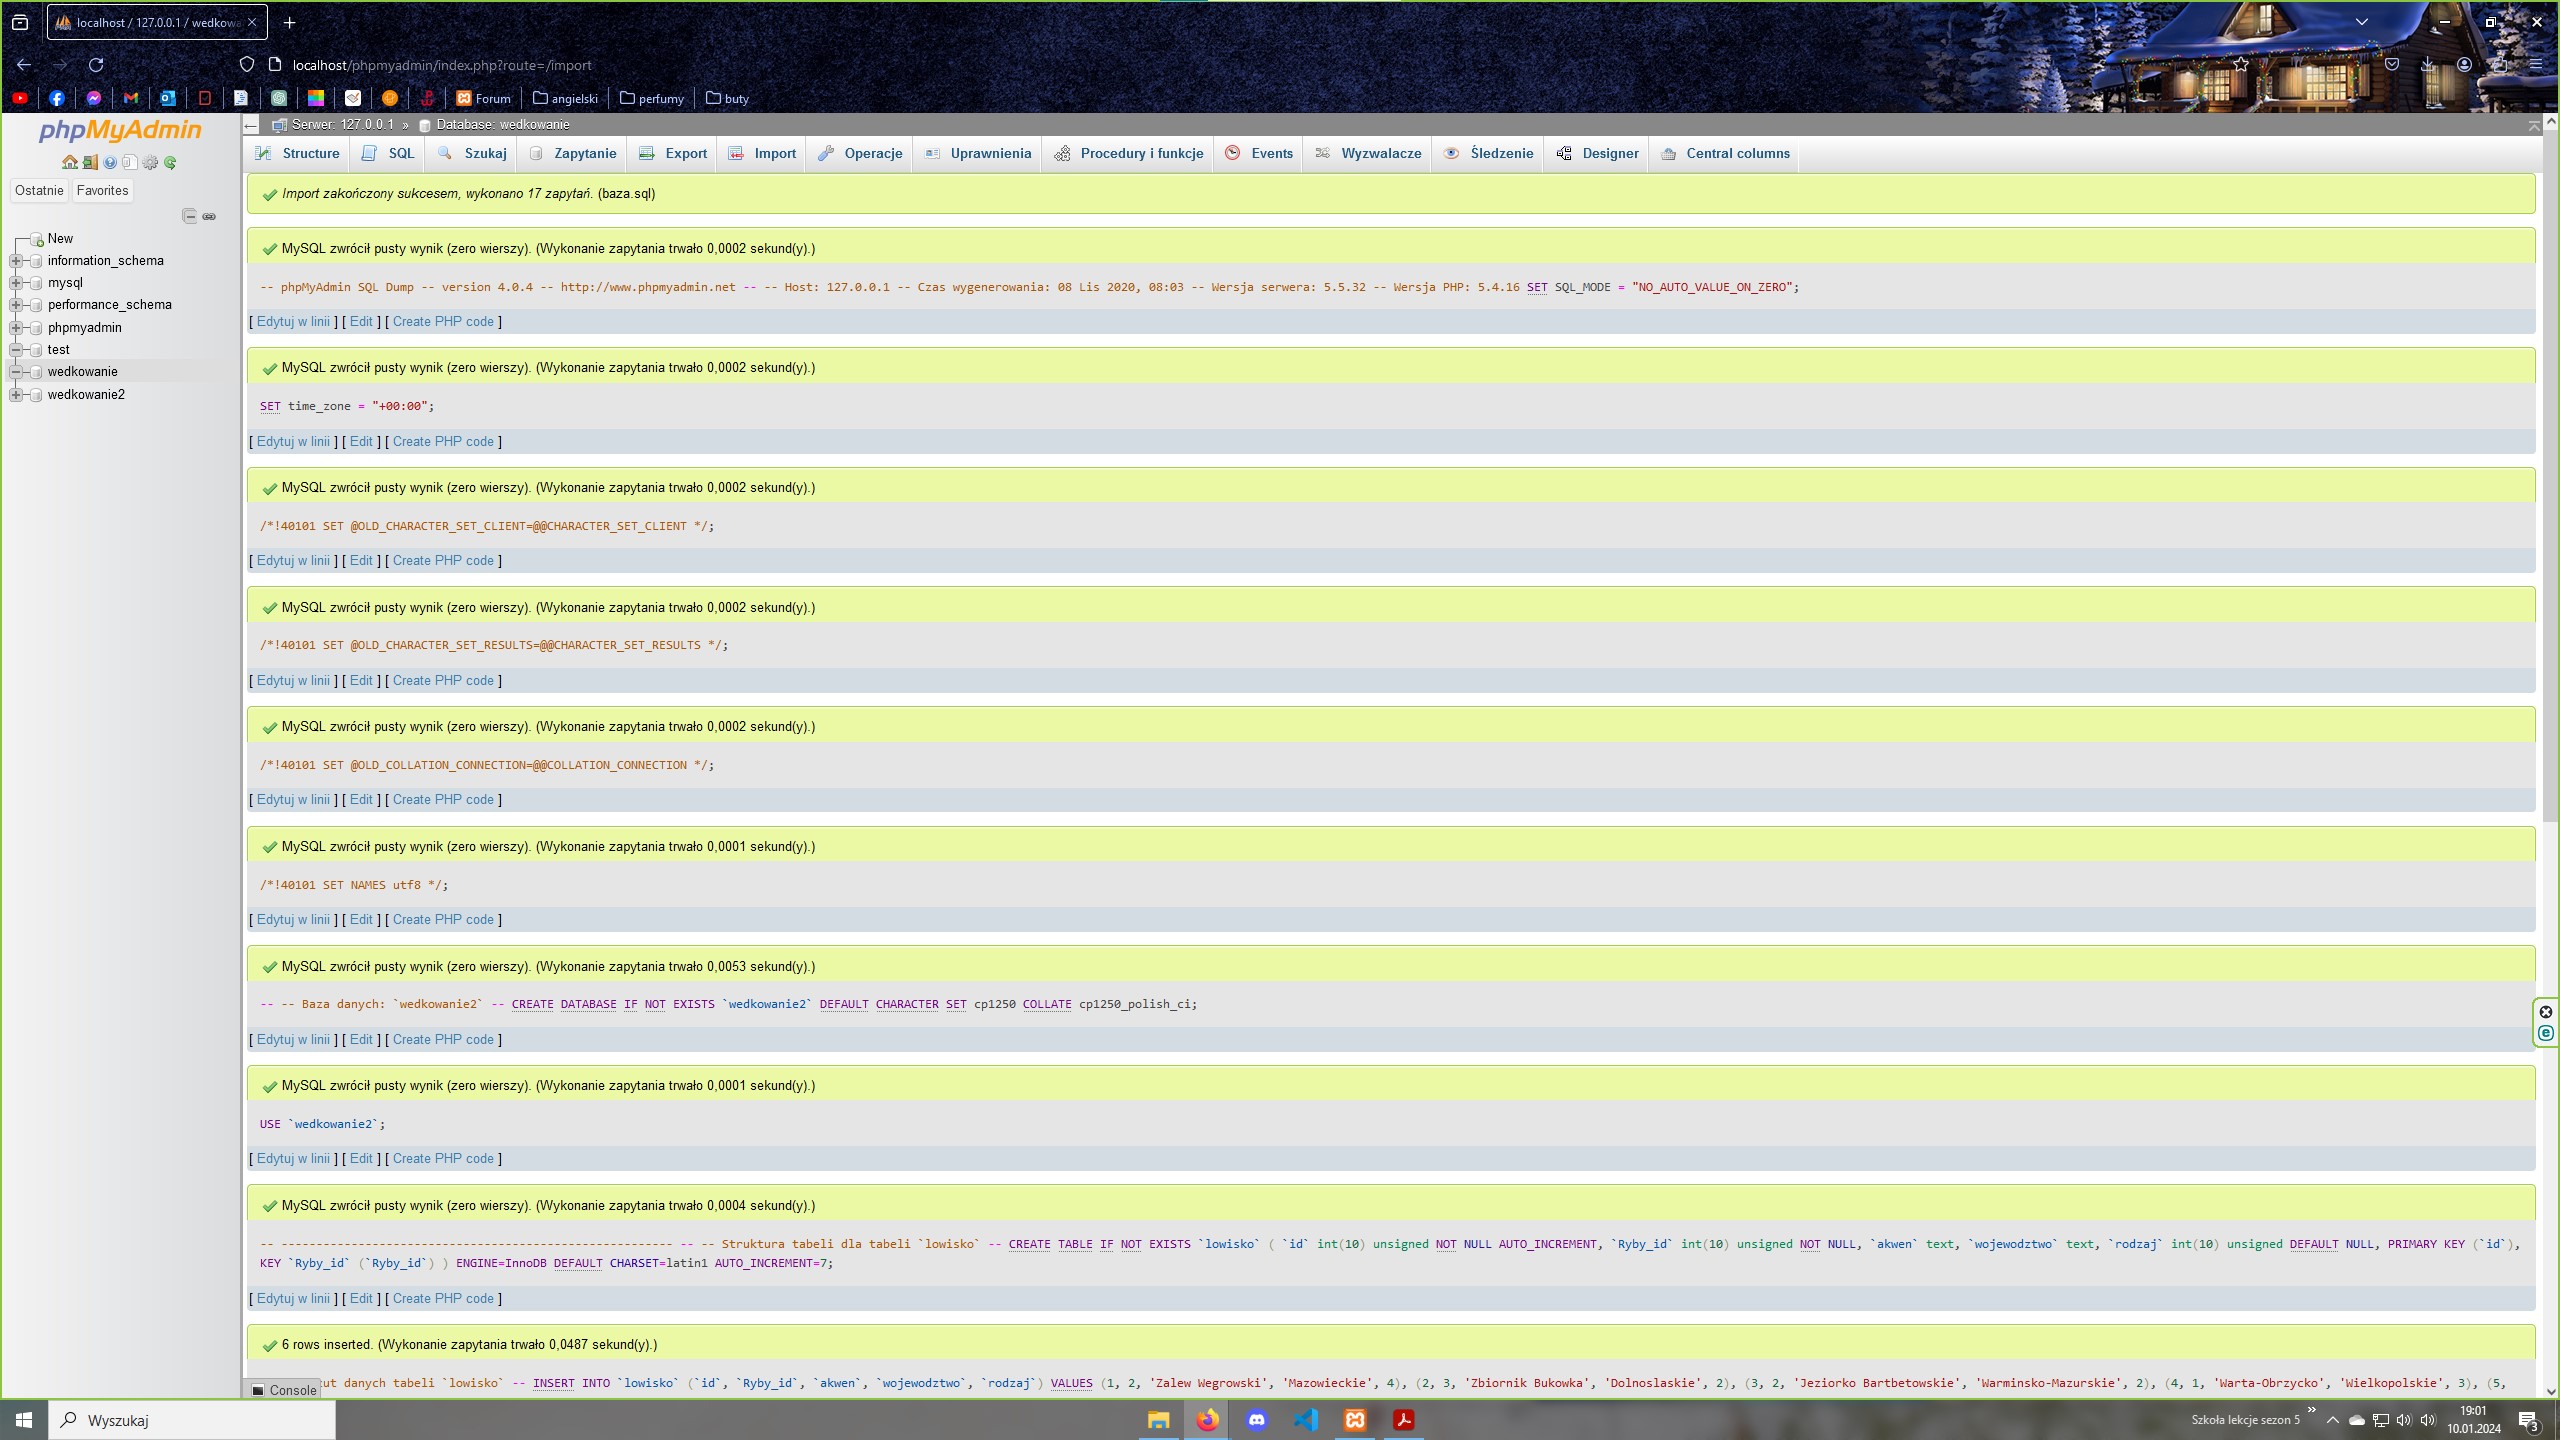 localhost / 127.0.0.1 / wedkowa
localhost/phpmyadmin/index.php?route=/import
Forum
angielski
perfumy
buty
phpMyAdmin
Ostatnie
Favorites
New
information_schema
mysql
performance_schema
phpmyadmin
test
wedkowanie
wedkowanie2
Serwer: 127.0.0.1 » Database: wedkowanie
Structure SQL Szukaj Zapytanie Export Import Operacje Uprawnienia Procedury i funkcje Events Wyzwalacze Śledzenie Designer Central columns
Import zakończony sukcesem, wykonano 17 zapytań. (baza.sql)
MySQL zwrócił pusty wynik (zero wierszy). (Wykonanie zapytania trwało 0,0002 sekund(y).)
-- phpMyAdmin SQL Dump -- version 4.0.4 -- http://www.phpmyadmin.net -- -- Host: 127.0.0.1 -- Czas wygenerowania: 08 Lis 2020, 08:03 -- Wersja serwera: 5.5.32 -- Wersja PHP: 5.4.16 SET SQL_MODE = "NO_AUTO_VALUE_ON_ZERO";
[ Edytuj w linii ] [ Edit ] [ Create PHP code ]
MySQL zwrócił pusty wynik (zero wierszy). (Wykonanie zapytania trwało 0,0002 sekund(y).)
SET time_zone = "+00:00";
[ Edytuj w linii ] [ Edit ] [ Create PHP code ]
MySQL zwrócił pusty wynik (zero wierszy). (Wykonanie zapytania trwało 0,0002 sekund(y).)
/*!40101 SET @OLD_CHARACTER_SET_CLIENT=@@CHARACTER_SET_CLIENT */;
[ Edytuj w linii ] [ Edit ] [ Create PHP code ]
MySQL zwrócił pusty wynik (zero wierszy). (Wykonanie zapytania trwało 0,0002 sekund(y).)
/*!40101 SET @OLD_CHARACTER_SET_RESULTS=@@CHARACTER_SET_RESULTS */;
[ Edytuj w linii ] [ Edit ] [ Create PHP code ]
MySQL zwrócił pusty wynik (zero wierszy). (Wykonanie zapytania trwało 0,0002 sekund(y).)
/*!40101 SET @OLD_COLLATION_CONNECTION=@@COLLATION_CONNECTION */;
[ Edytuj w linii ] [ Edit ] [ Create PHP code ]
MySQL zwrócił pusty wynik (zero wierszy). (Wykonanie zapytania trwało 0,0001 sekund(y).)
/*!40101 SET NAMES utf8 */;
[ Edytuj w linii ] [ Edit ] [ Create PHP code ]
MySQL zwrócił pusty wynik (zero wierszy). (Wykonanie zapytania trwało 0,0053 sekund(y).)
-- -- Baza danych: `wedkowanie2` -- CREATE DATABASE IF NOT EXISTS `wedkowanie2` DEFAULT CHARACTER SET cp1250 COLLATE cp1250_polish_ci;
[ Edytuj w linii ] [ Edit ] [ Create PHP code ]
MySQL zwrócił pusty wynik (zero wierszy). (Wykonanie zapytania trwało 0,0001 sekund(y).)
USE `wedkowanie2`;
[ Edytuj w linii ] [ Edit ] [ Create PHP code ]
MySQL zwrócił pusty wynik (zero wierszy). (Wykonanie zapytania trwało 0,0004 sekund(y).)
-- -------------------------------------------------------- -- -- Struktura tabeli dla tabeli `lowisko` -- CREATE TABLE IF NOT EXISTS `lowisko` ( `id` int(10) unsigned NOT NULL AUTO_INCREMENT, `Ryby_id` int(10) unsigned NOT NULL, `akwen` text, `wojewodztwo` text, `rodzaj` int(10) unsigned DEFAULT NULL, PRIMARY KEY (`id`),
KEY `Ryby_id` (`Ryby_id`) ) ENGINE=InnoDB DEFAULT CHARSET=latin1 AUTO_INCREMENT=7;
[ Edytuj w linii ] [ Edit ] [ Create PHP code ]
6 rows inserted. (Wykonanie zapytania trwało 0,0487 sekund(y).)
Console
ut danych tabeli `lowisko` -- INSERT INTO `lowisko` (`id`, `Ryby_id`, `akwen`, `wojewodztwo`, `rodzaj`) VALUES (1, 2, 'Zalew Wegrowski', 'Mazowieckie', 4), (2, 3, 'Zbiornik Bukowka', 'Dolnoslaskie', 2), (3, 2, 'Jeziorko Bartbetowskie', 'Warminsko-Mazurskie', 2), (4, 1, 'Warta-Obrzycko', 'Wielkopolskie', 3), (5,
Wyszukaj
Szkoła lekcje sezon 5
19:01
10.01.2024
3